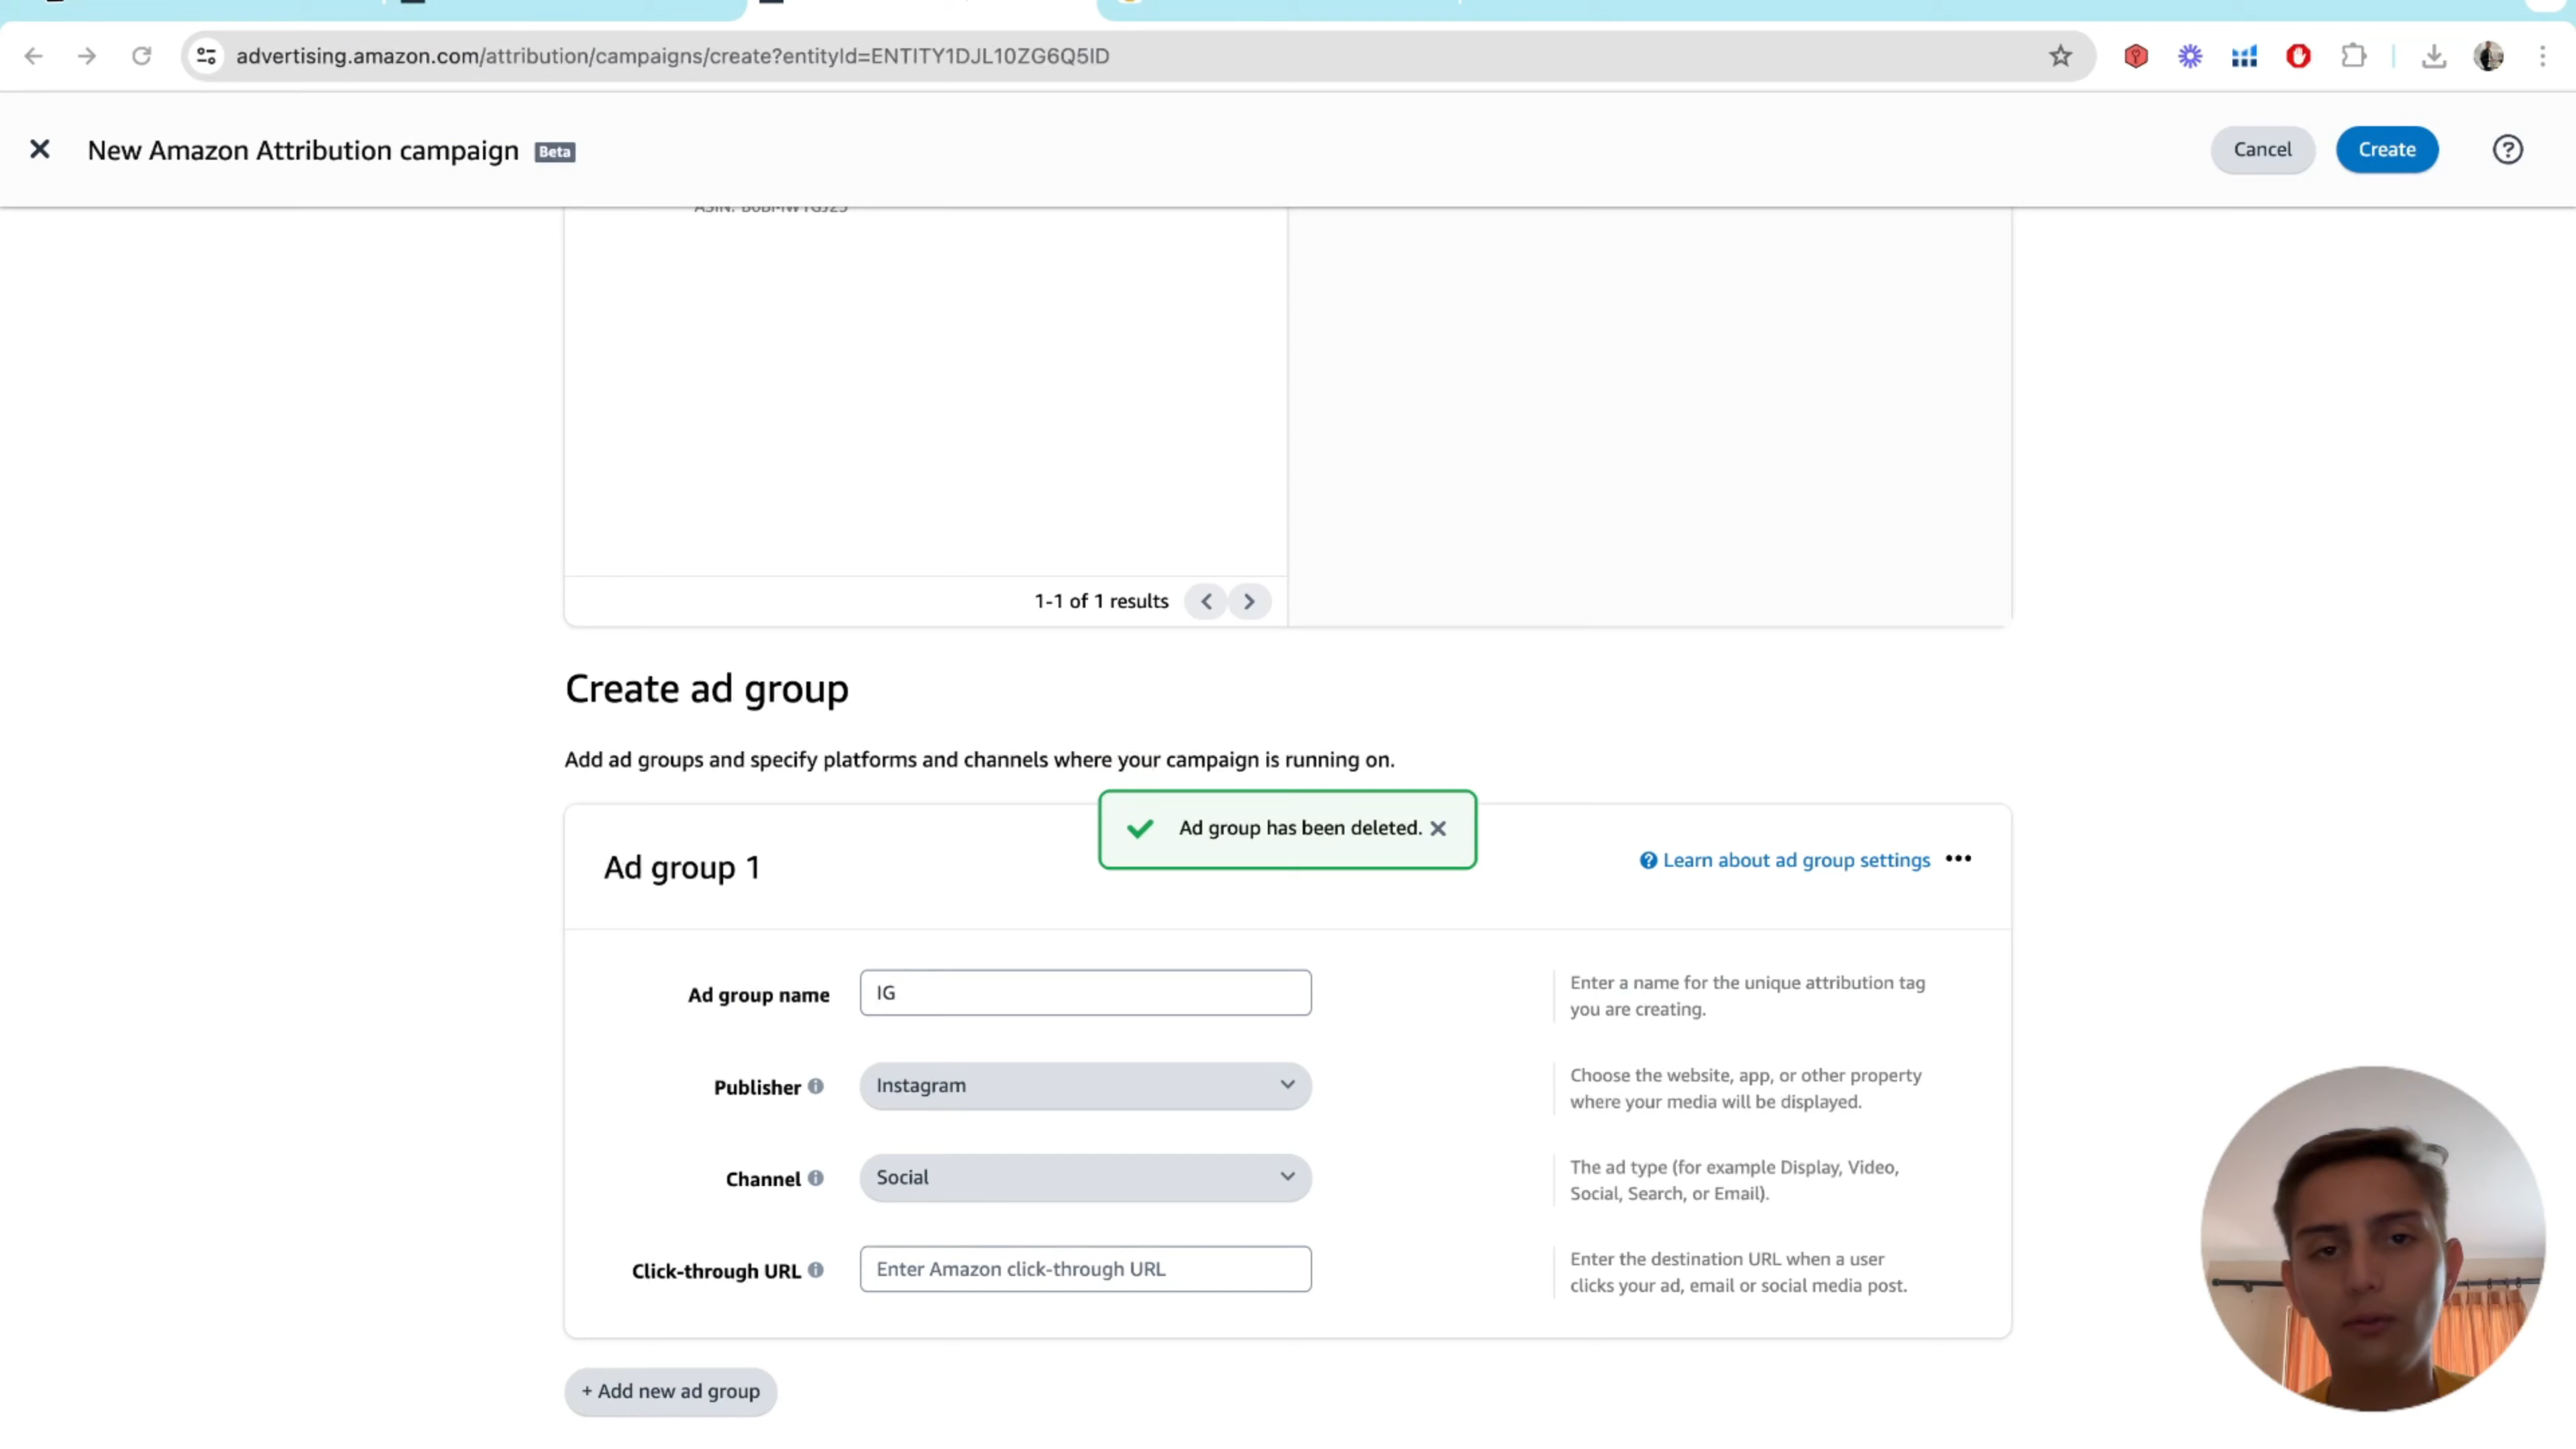 advertising.amazon.com/attribution/campaigns/create?entityId=ENTITY1DJL10ZG6Q5ID
New Amazon Attribution campaign Beta
Cancel
Create
1-1 of 1 results
Create ad group
Add ad groups and specify platforms and channels where your campaign is running on.
Ad group has been deleted.
Ad group 1
Learn about ad group settings
Ad group name
IG
Enter a name for the unique attribution tag
you are creating.
Publisher
Instagram
Choose the website, app, or other property
where your media will be displayed.
Channel
Social
The ad type (for example Display, Video,
Social, Search, or Email).
Click-through URL
Enter Amazon click-through URL
Enter the destination URL when a user
clicks your ad, email or social media post.
+ Add new ad group